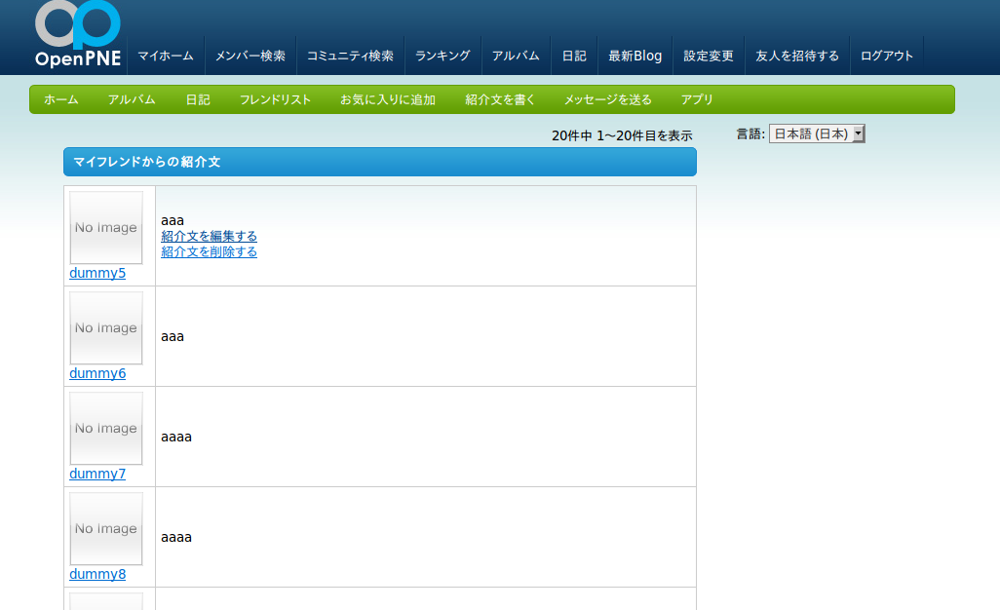 OpenPNE
マイホーム メンバー検索 コミュニティ検索 ランキング アルバム 日記 最新Blog 設定変更 友人を招待する ログアウト
ホーム アルバム 日記 フレンドリスト お気に入りに追加 紹介文を書く メッセージを送る アプリ
20件中 1～20件目を表示
言語: 日本語 (日本)
マイフレンドからの紹介文
No Image
dummy5
aaa
紹介文を編集する
紹介文を削除する
No Image
dummy6
aaa
No Image
dummy7
aaaa
No Image
dummy8
aaaa